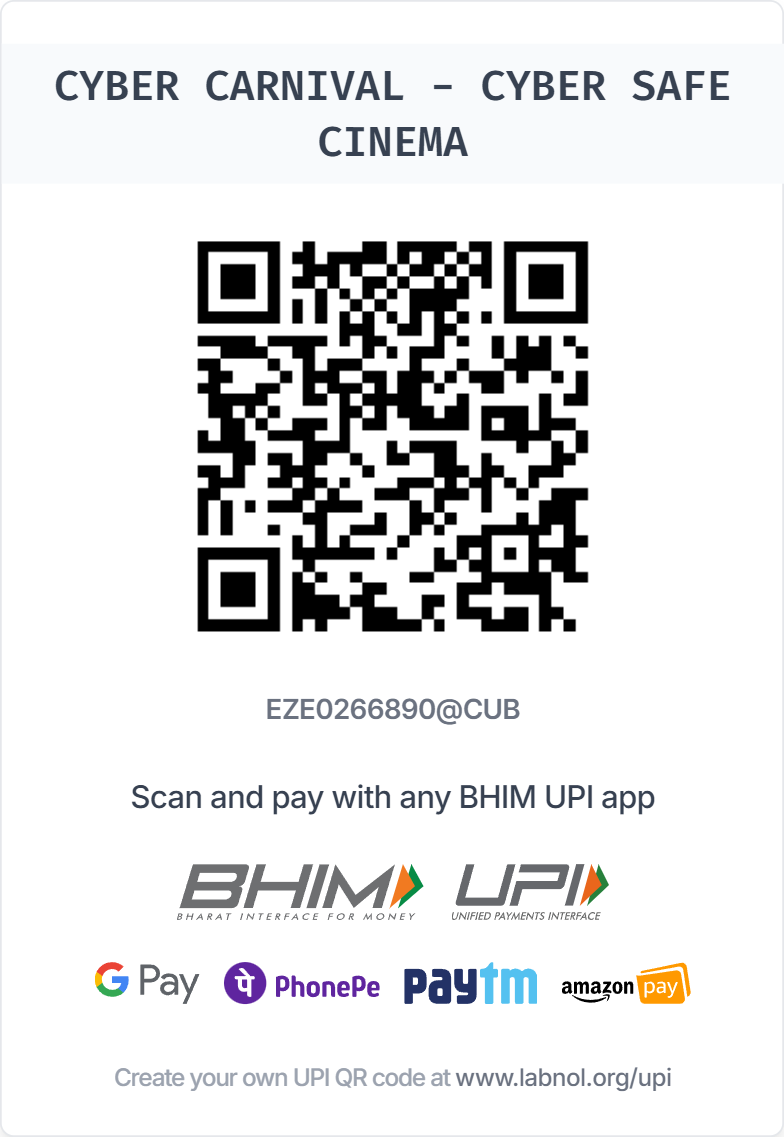 CYBER CARNIVAL - CYBER SAFE
CINEMA
EZE0266890@CUB
Scan and pay with any BHIM UPI app
BHIM UPI
BHARAT INTERFACE FOR MONEY UNIFIED PAYMENTS INTERFACE
G Pay पे PhonePe paytm amazon pay
Create your own UPI QR code at www.labnol.org/upi